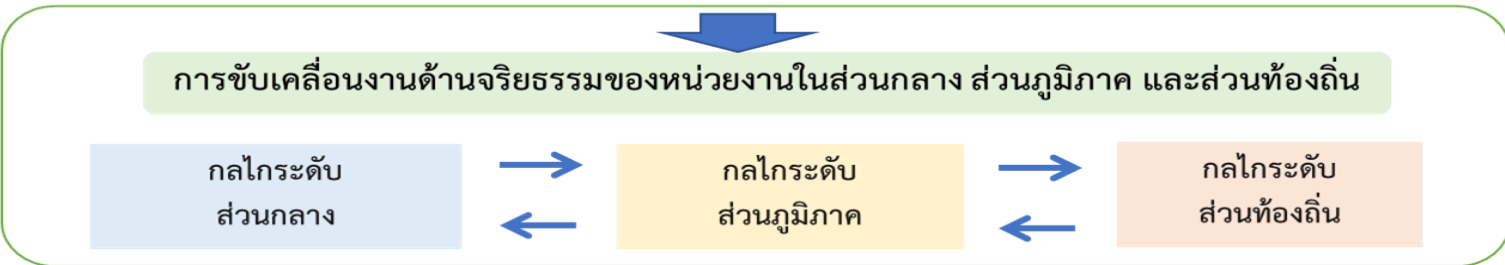 การขับเคลื่อนงานด้านจริยธรรมของหน่วยงานในส่วนกลาง ส่วนภูมิภาค และส่วนท้องถิ่น
กลไกระดับ
ส่วนกลาง
กลไกระดับ
ส่วนภูมิภาค
กลไกระดับ
ส่วนท้องถิ่น